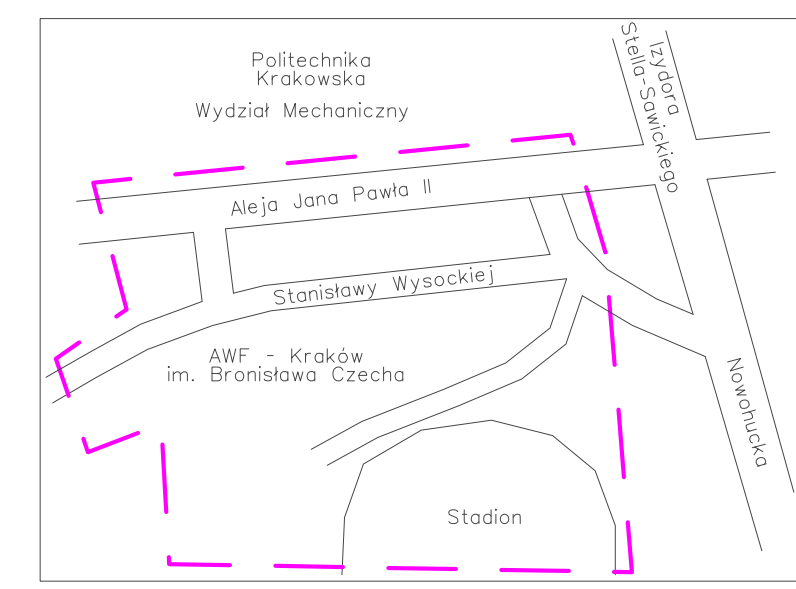 Politechnika
Krakowska
Wydział Mechaniczny
Izydora
Stella-Sawickiego
Aleja Jana Pawła II
Stanisławy Wysockiej
AWF - Kraków
im. Bronisława Czecha
Nowohucka
Stadion